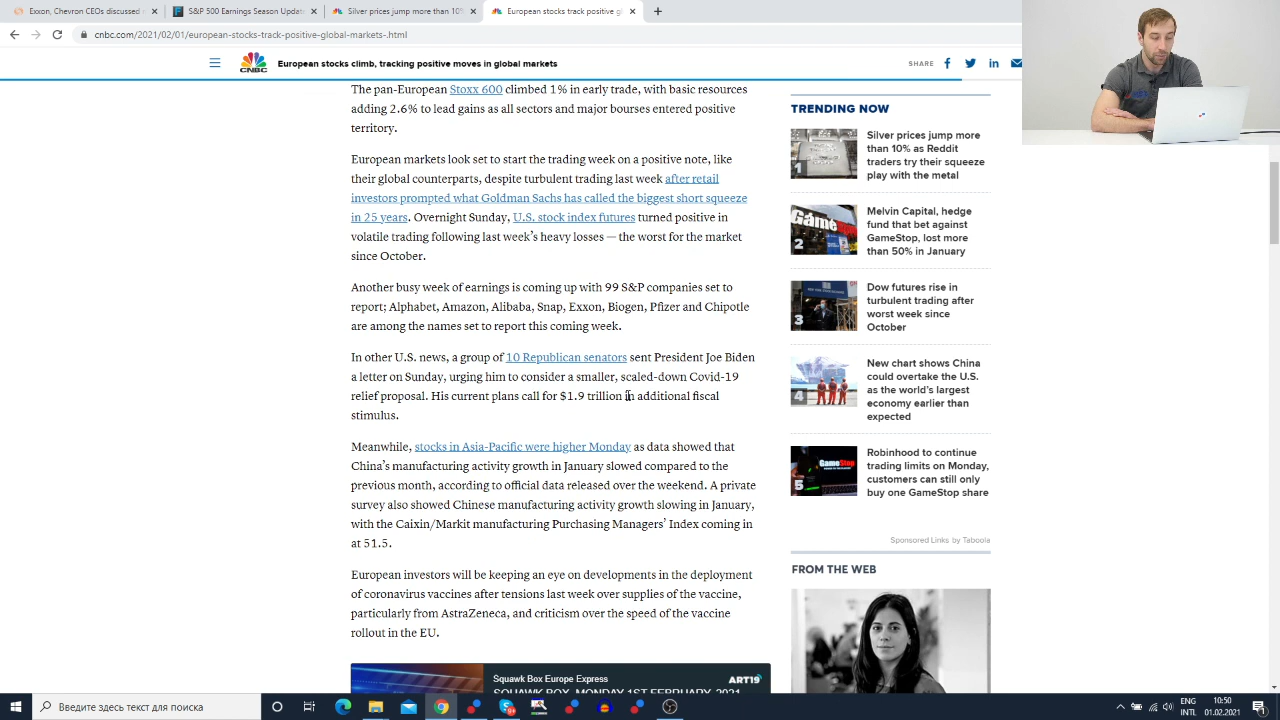 Exxon, CEOs discussed
S&P 500 Earnings Season Updat
Silver prices jump more than 10%
European stocks track positive gl
cnbc.com/2021/02/01/european-stocks-track-positive-global-markets-.html
CNBC
European stocks climb, tracking positive moves in global markets
SHARE
The pan-European Stoxx 600 climbed 1% in early trade, with basic resources
adding 2.6% to lead gains as all sectors and major bourses entered positive
territory.
European markets look set to start the trading week on a positive note, like
their global counterparts, despite turbulent trading last week after retail
investors prompted what Goldman Sachs has called the biggest short squeeze
in 25 years. Overnight Sunday, U.S. stock index futures turned positive in
volatile trading following last week's heavy losses — the worst for the market
since October.
Another busy week of earnings is coming up with 99 S&P companies set to
report; Alphabet, Amazon, Alibaba, Snap, Exxon, Biogen, Pfizer and Chipotle
are among the names set to report this coming week.
In other U.S. news, a group of 10 Republican senators sent President Joe Biden
a letter on Sunday, urging him to consider a smaller, scaled-down Covid-19
relief proposal. His current plans call for $1.9 trillion in additional fiscal
stimulus.
Meanwhile, stocks in Asia-Pacific were higher Monday as data showed that
China's manufacturing activity growth in January slowed compared to the
previous month, according to official data released over the weekend. A private
survey also showed Chinese manufacturing activity growth slowing in January,
with the Caixin/Markit manufacturing Purchasing Managers' Index coming in
at 51.5.
European investors will be keeping an eye on developments in the deployment
of coronavirus vaccines after tensions last week over supplies of the vaccine,
particularly from AstraZeneca, and criticism over the speed of the vaccine
rollout in the EU.
Squawk Box Europe Express
ART19
SQUAWK BOX, MONDAY 1ST FEBRUARY, 2021
TRENDING NOW
1
Silver prices jump more
than 10% as Reddit
traders try their squeeze
play with the metal
GameStop
2
Melvin Capital, hedge
fund that bet against
GameStop, lost more
than 50% in January
3
Dow futures rise in
turbulent trading after
worst week since
October
4
New chart shows China
could overtake the U.S.
as the world's largest
economy earlier than
expected
GameStop
5
Robinhood to continue
trading limits on Monday,
customers can still only
buy one GameStop share
Sponsored Links by Taboola
FROM THE WEB
Введите здесь текст для поиска
ENG
INTL
10:50
01.02.2021